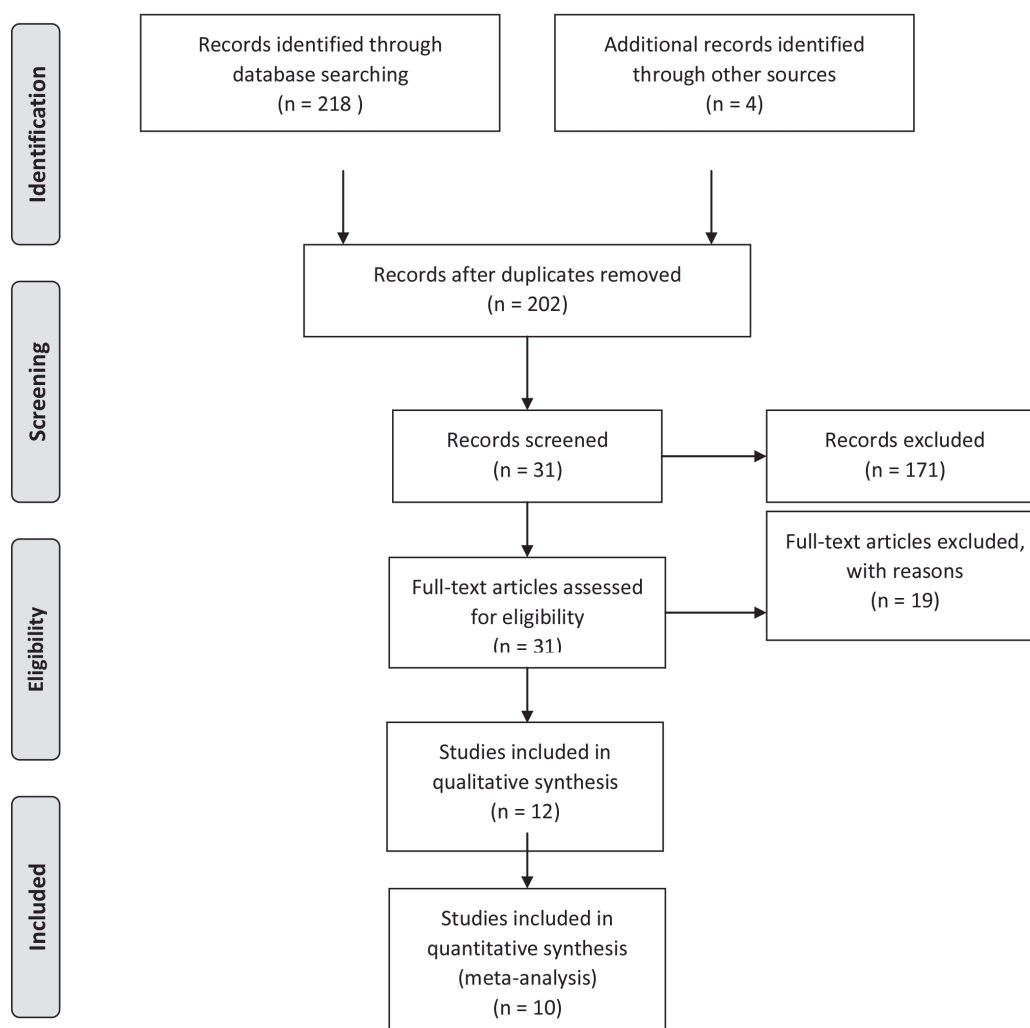 Identification
Records identified through
database searching
(n = 218 )
Additional records identified
through other sources
(n = 4)
Records after duplicates removed
(n = 202)
Screening
Records screened
(n = 31)
Records excluded
(n = 171)
Eligibility
Full-text articles assessed
for eligibility
(n = 31)
Full-text articles excluded,
with reasons
(n = 19)
Studies included in
qualitative synthesis
(n = 12)
Included
Studies included in
quantitative synthesis
(meta-analysis)
(n = 10)